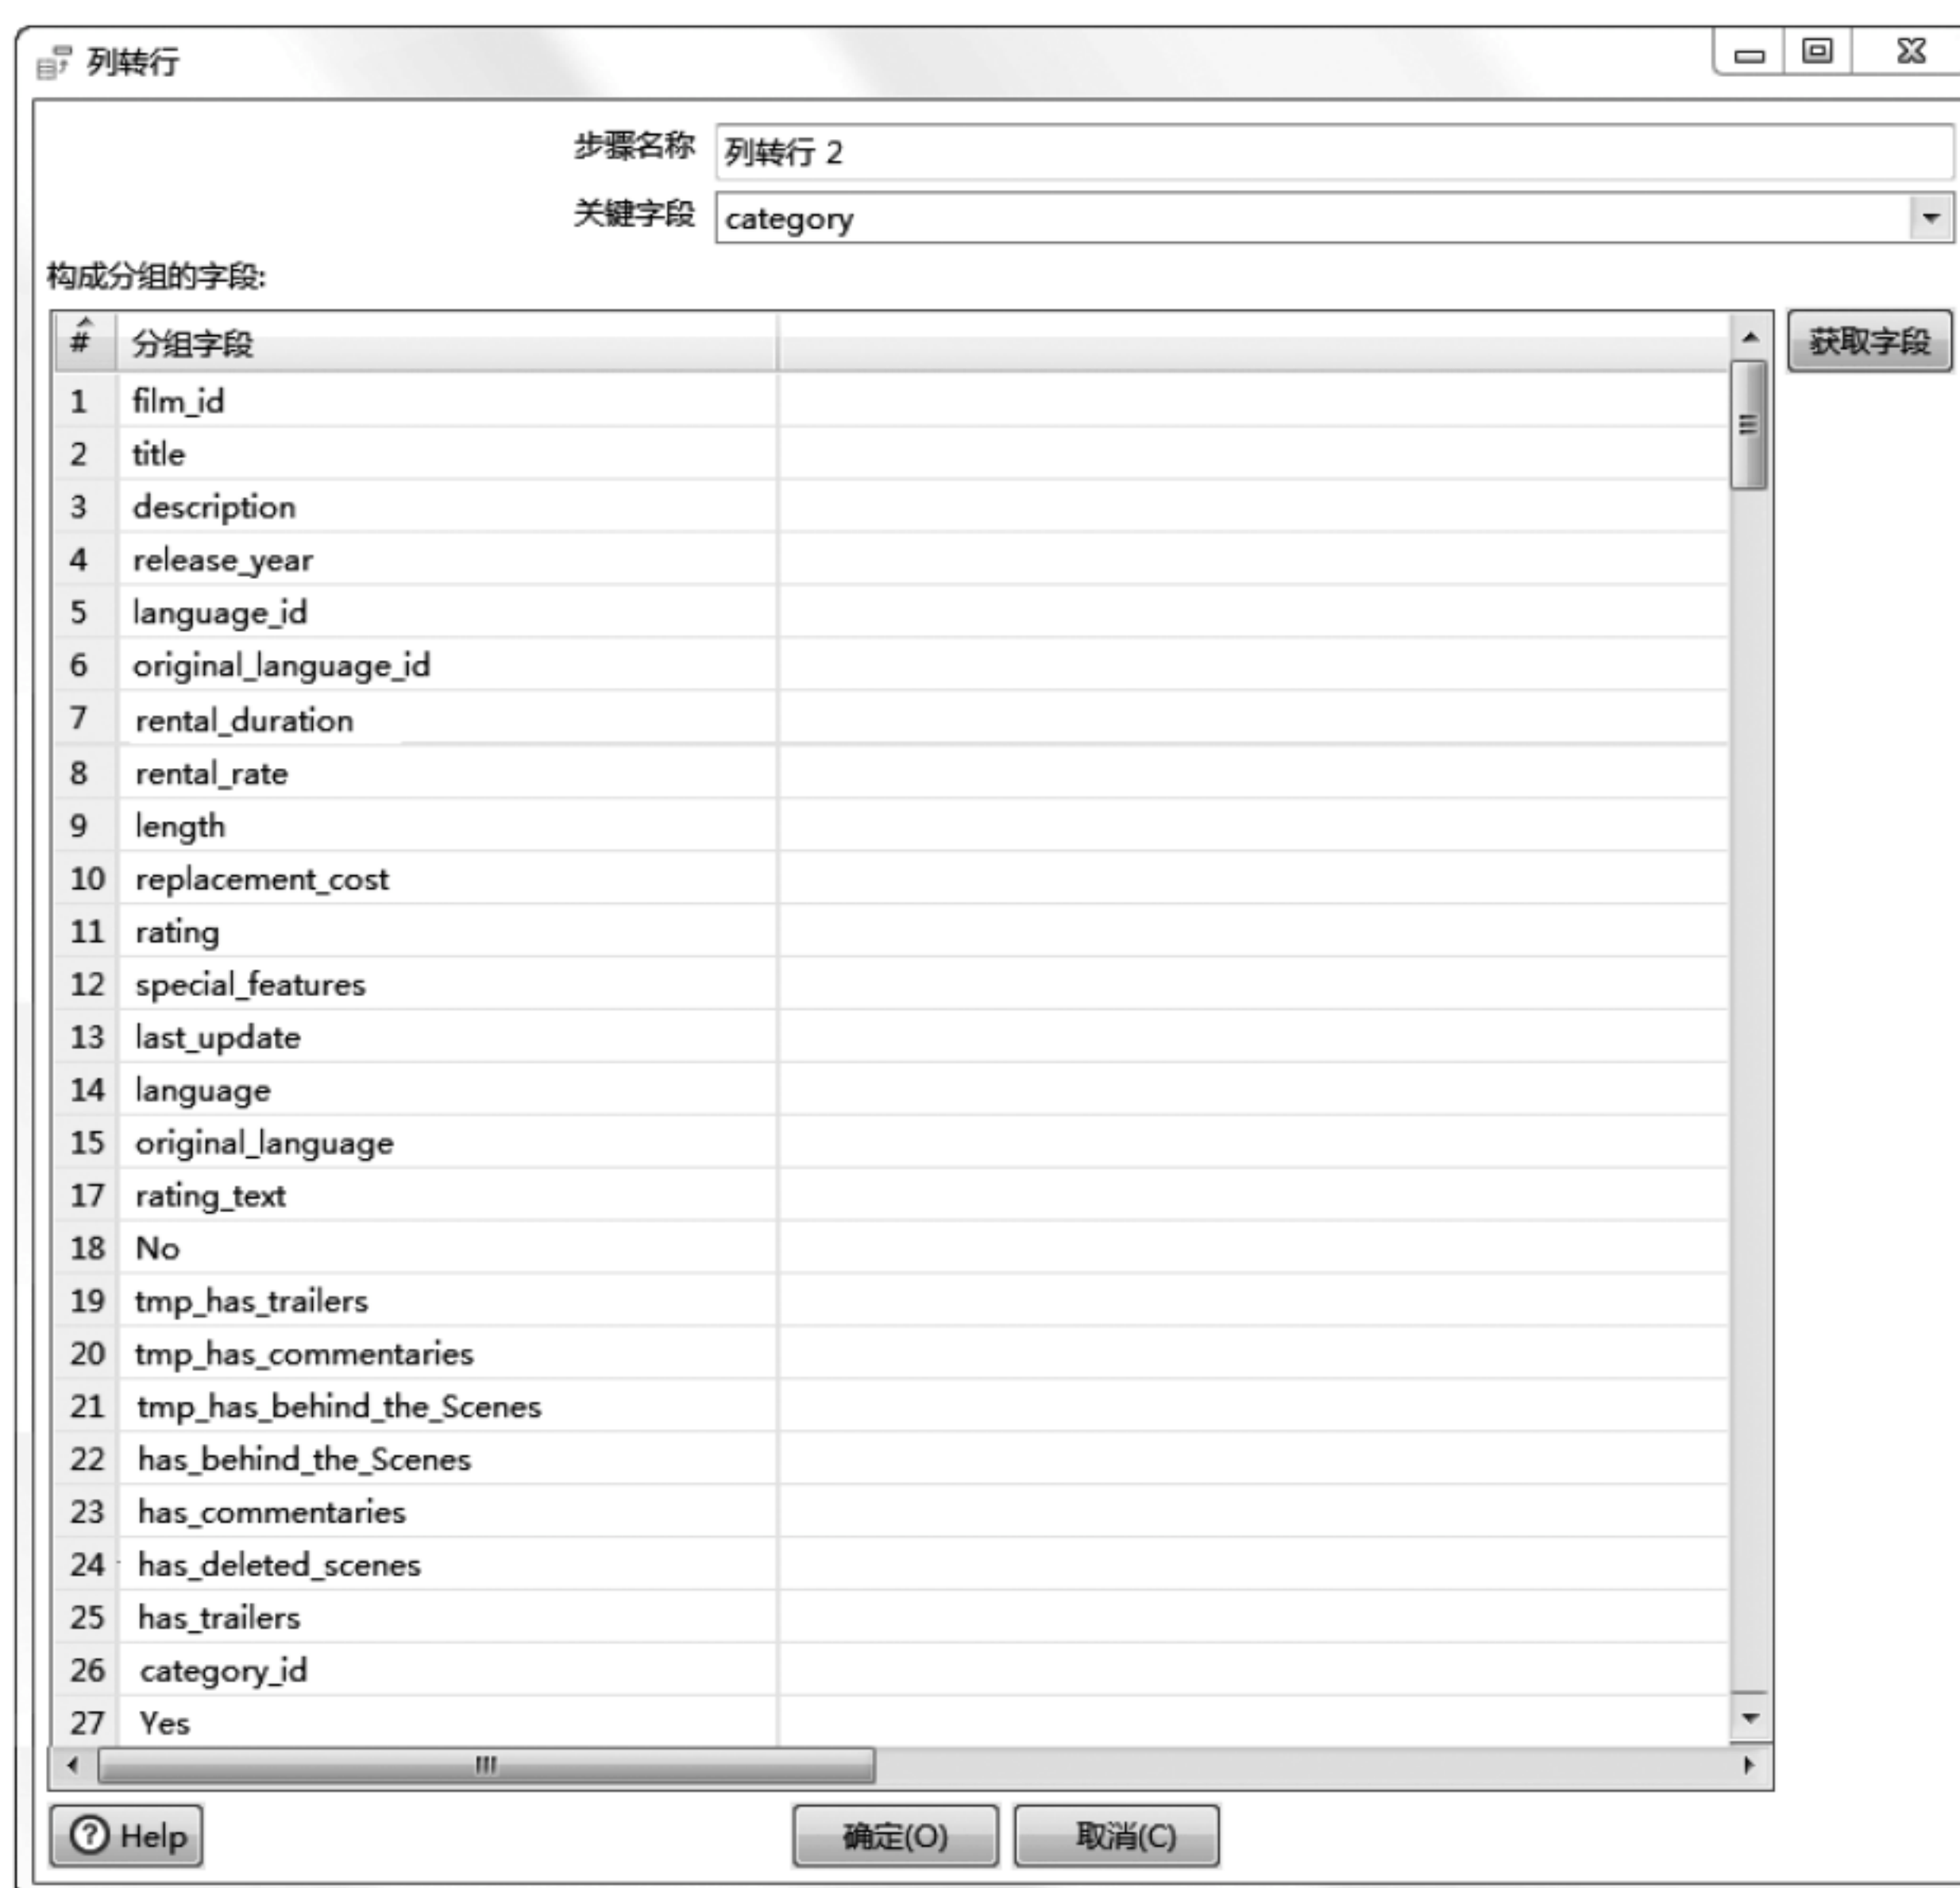 列转行
步骤名称 列转行 2
关键字段 category
构成分组的字段:
# 分组字段 获取字段
1 film_id
2 title
3 description
4 release_year
5 language_id
6 original_language_id
7 rental_duration
8 rental_rate
9 length
10 replacement_cost
11 rating
12 special_features
13 last_update
14 language
15 original_language
17 rating_text
18 No
19 tmp_has_trailers
20 tmp_has_commentaries
21 tmp_has_behind_the_Scenes
22 has_behind_the_Scenes
23 has_commentaries
24 has_deleted_scenes
25 has_trailers
26 category_id
27 Yes
Help 确定(O) 取消(C)